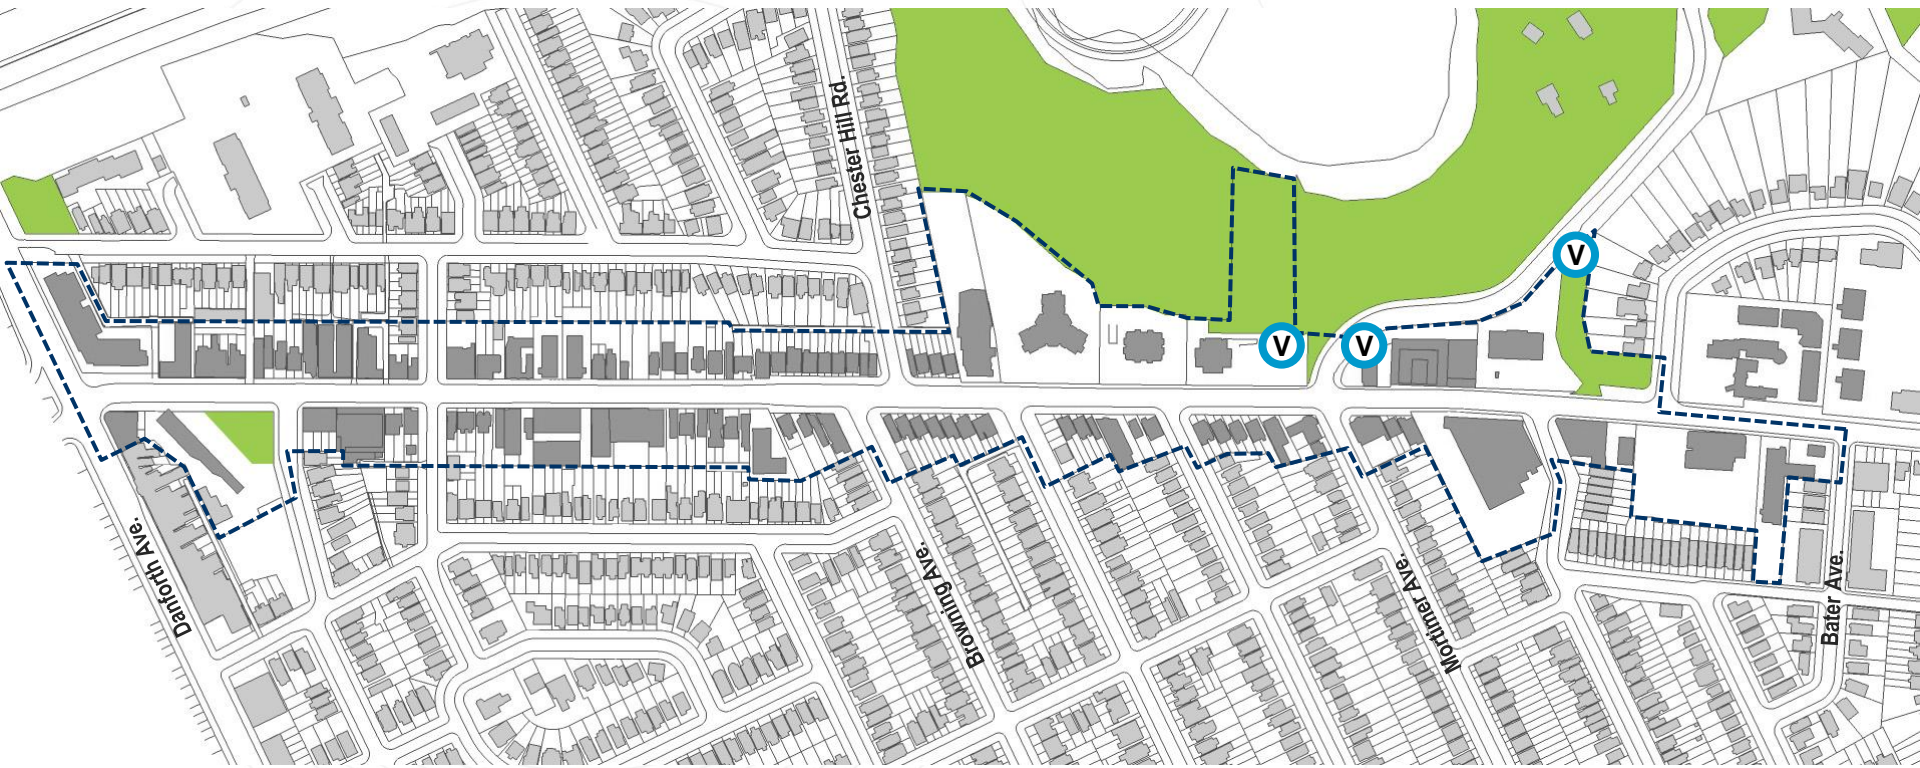 Chester Hill Rd.
V
V
V
Danforth Ave.
Browning Ave.
Mortimer Ave.
Bater Ave.